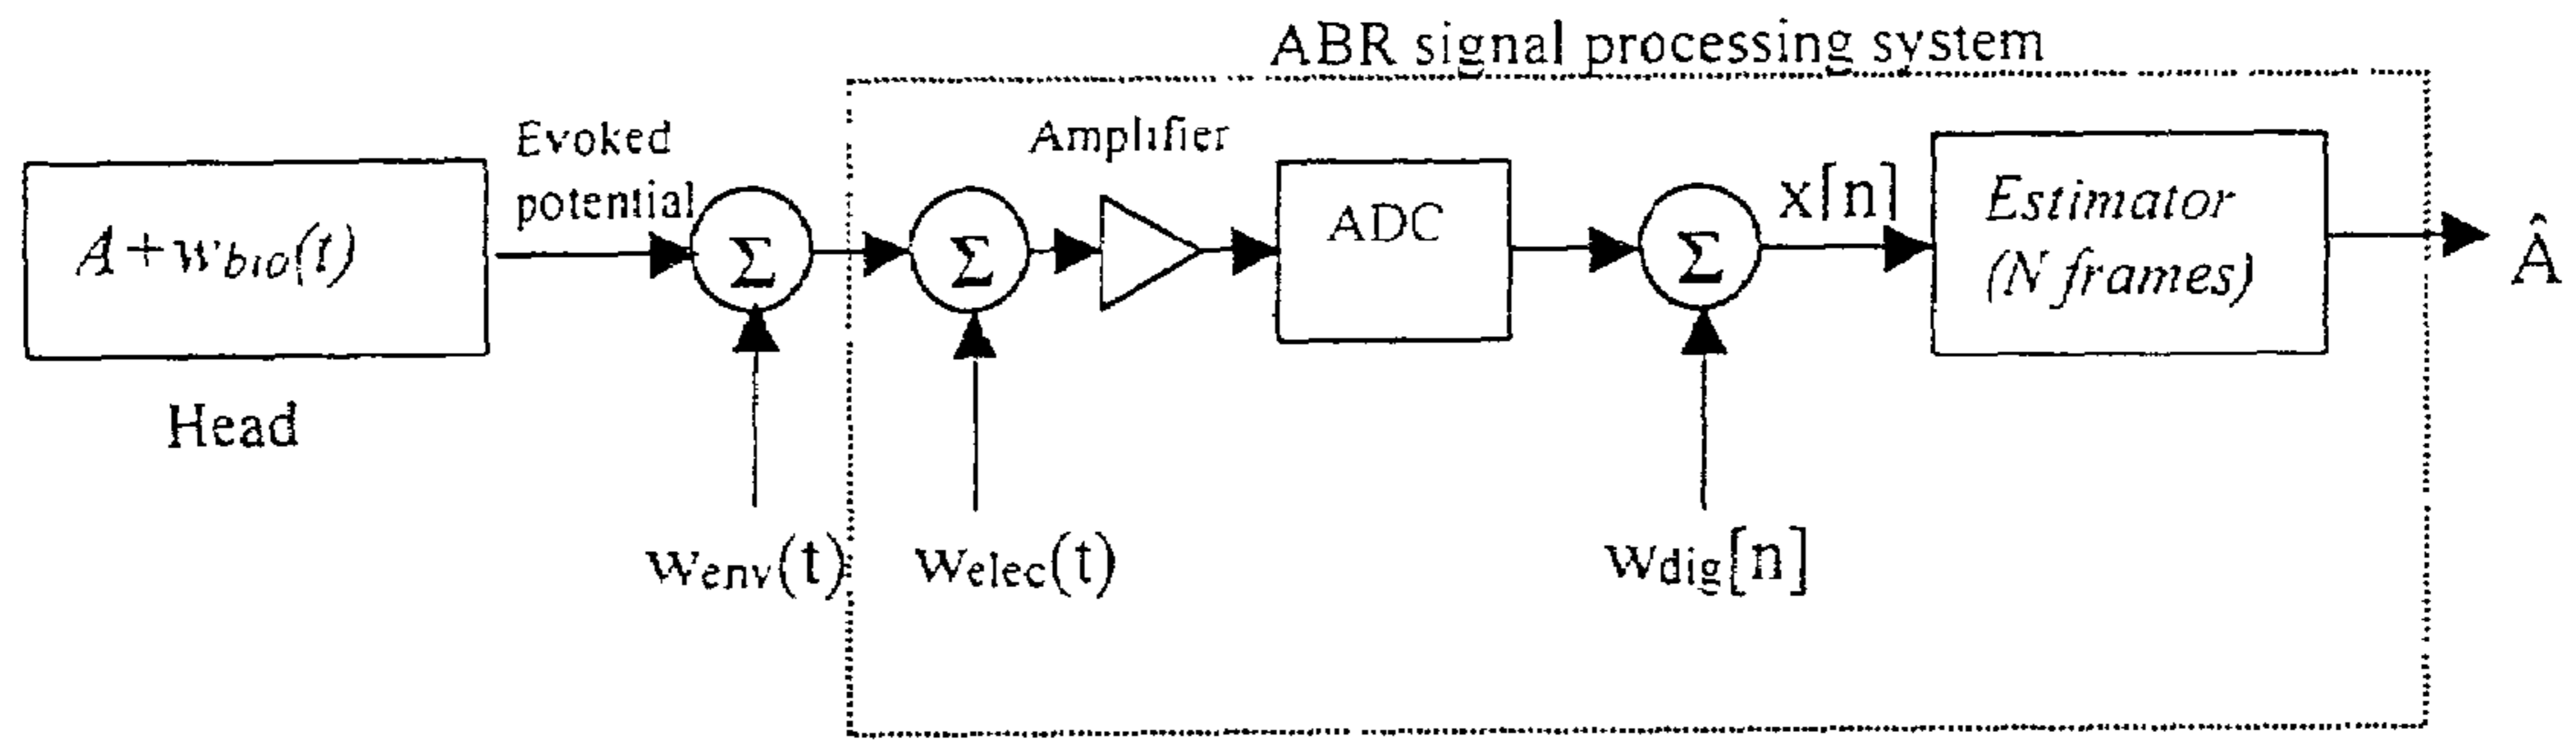 ABR signal processing system
Evoked
potential
Amplifier
A+wbio(t)
Σ
Σ
ADC
Σ
x[n]
Estimator
(N frames)
Â
Head
wenv(t)
welec(t)
wdig[n]